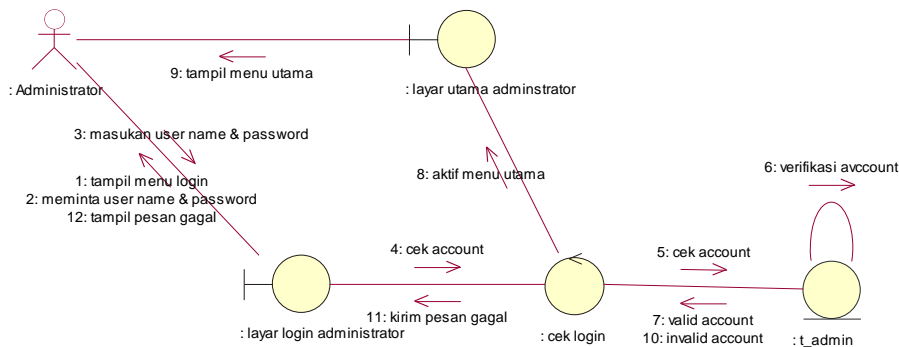 9: tampil menu utama
: Administrator
: layar utama adminstrator
3: masukan user name & password
1: tampil menu login
2: meminta user name & password
12: tampil pesan gagal
8: aktif menu utama
6: verifikasi avccount
4: cek account
5: cek account
11: kirim pesan gagal
7: valid account
10: invalid account
: layar login administrator
: cek login
: t_admin